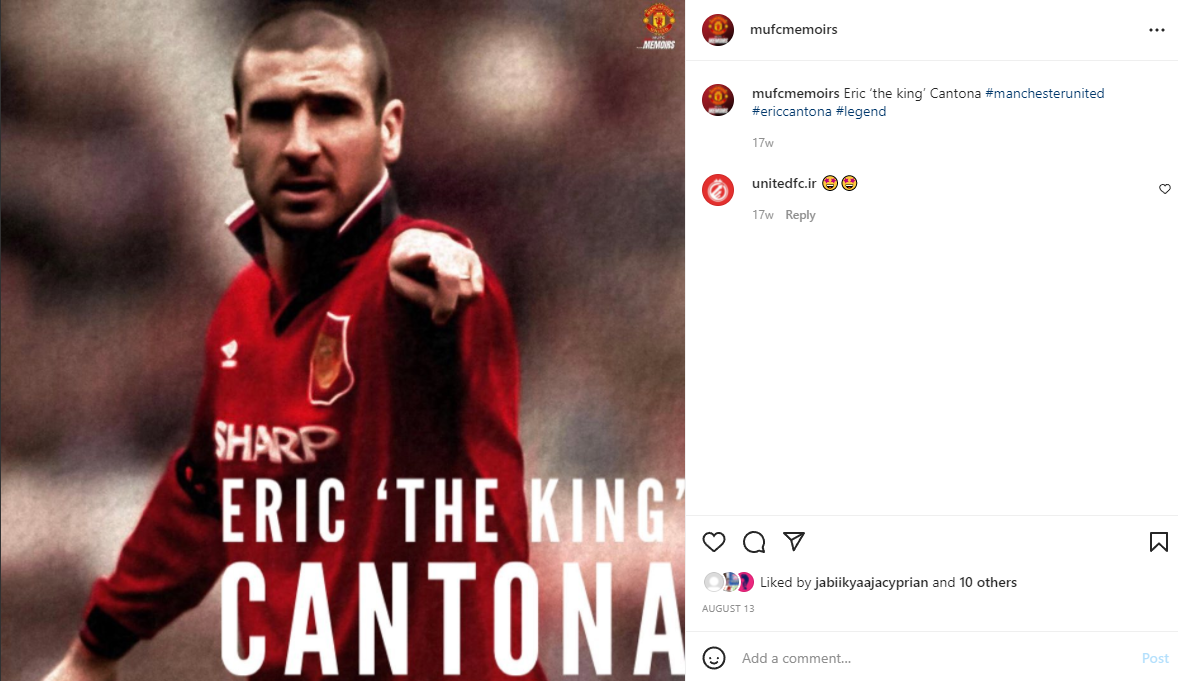 MEMOIRS
SHARP
ERIC ‘THE KING’
CANTONA
mufcmemoirs
mufcmemoirs Eric ‘the king’ Cantona #manchesterunited
#ericcantona #legend
17w
unitedfc.ir 🤩🤩
17w Reply
Liked by jabiikyaajacyprian and 10 others
AUGUST 13
Add a comment...
Post